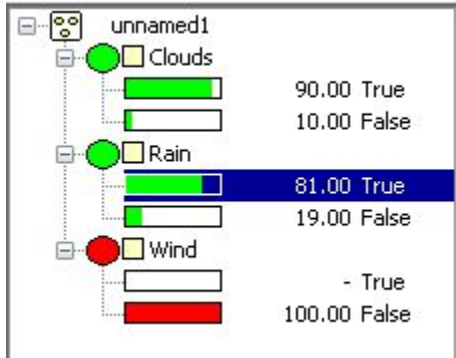 unnamed1
Clouds
90.00 True
10.00 False
Rain
81.00 True
19.00 False
Wind
- True
100.00 False